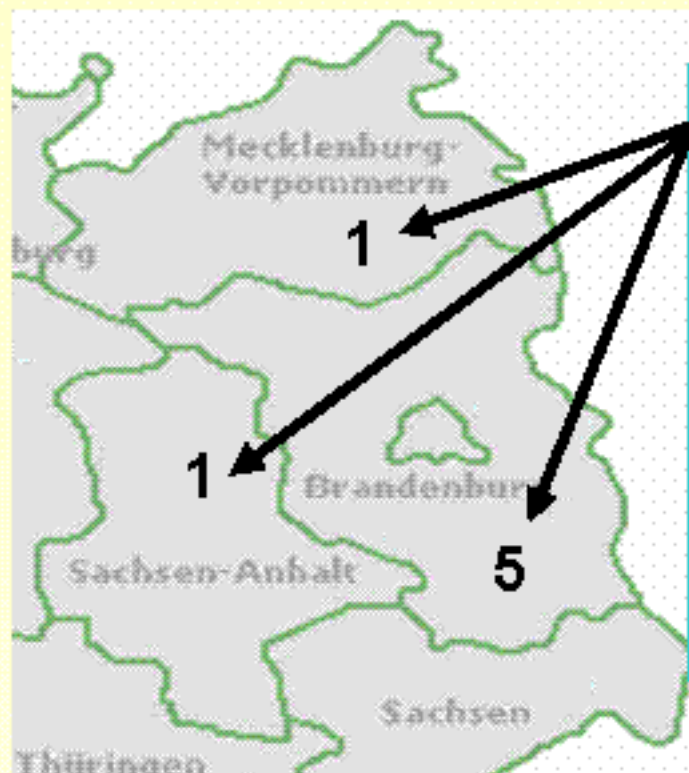 Mecklenburg-
Vorpommern
1
burg
1
Brandenburg
5
Sachsen-Anhalt
Sachsen
Thüringen